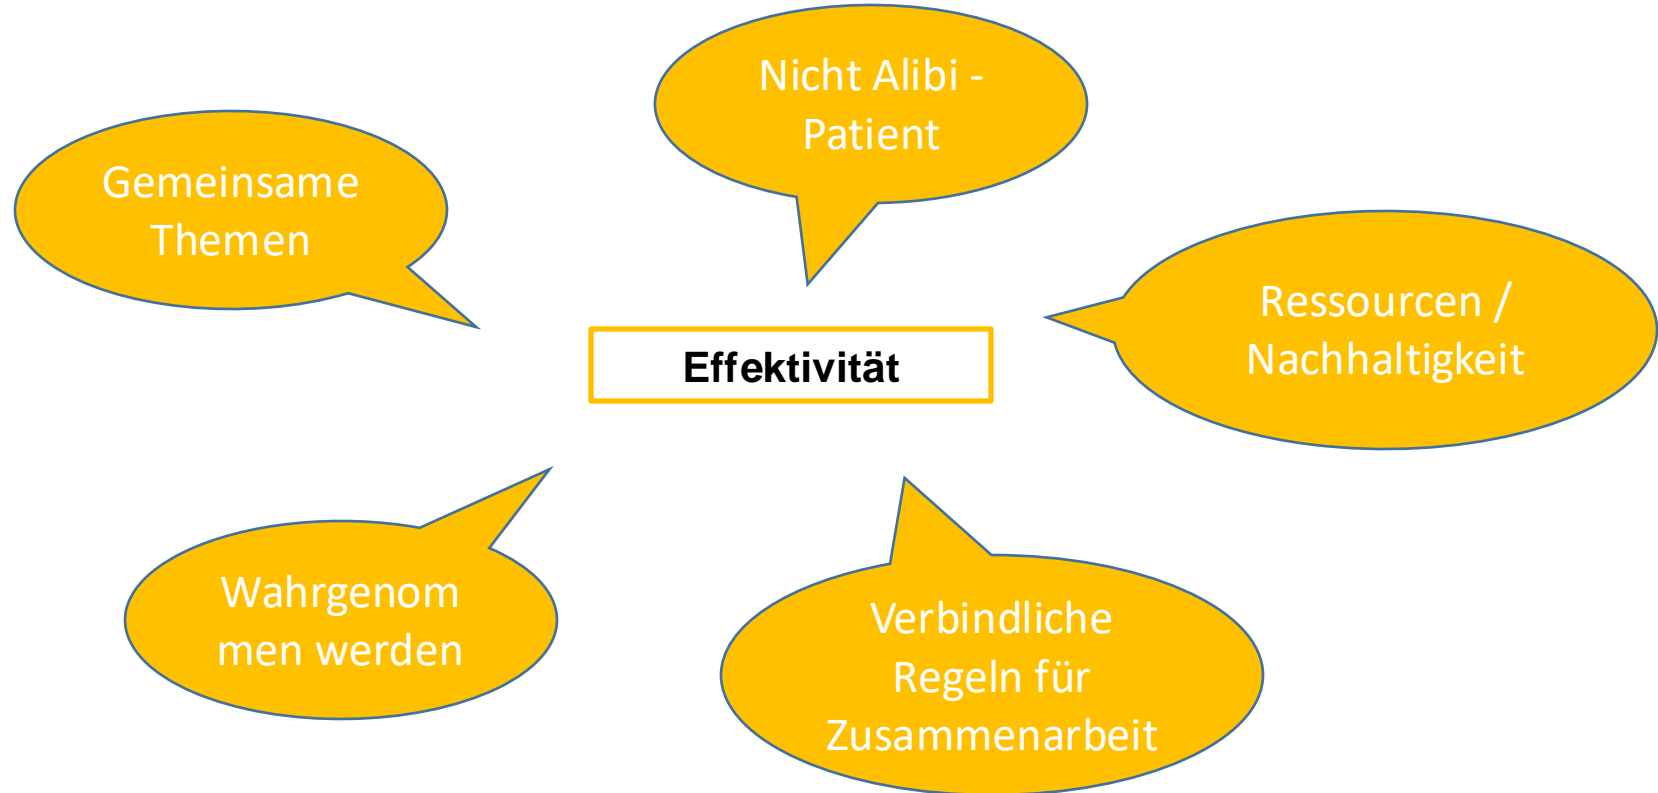 Nicht Alibi -
Patient
Gemeinsame
Themen
Ressourcen /
Nachhaltigkeit
Effektivität
Wahrgenom
men werden
Verbindliche
Regeln für
Zusammenarbeit